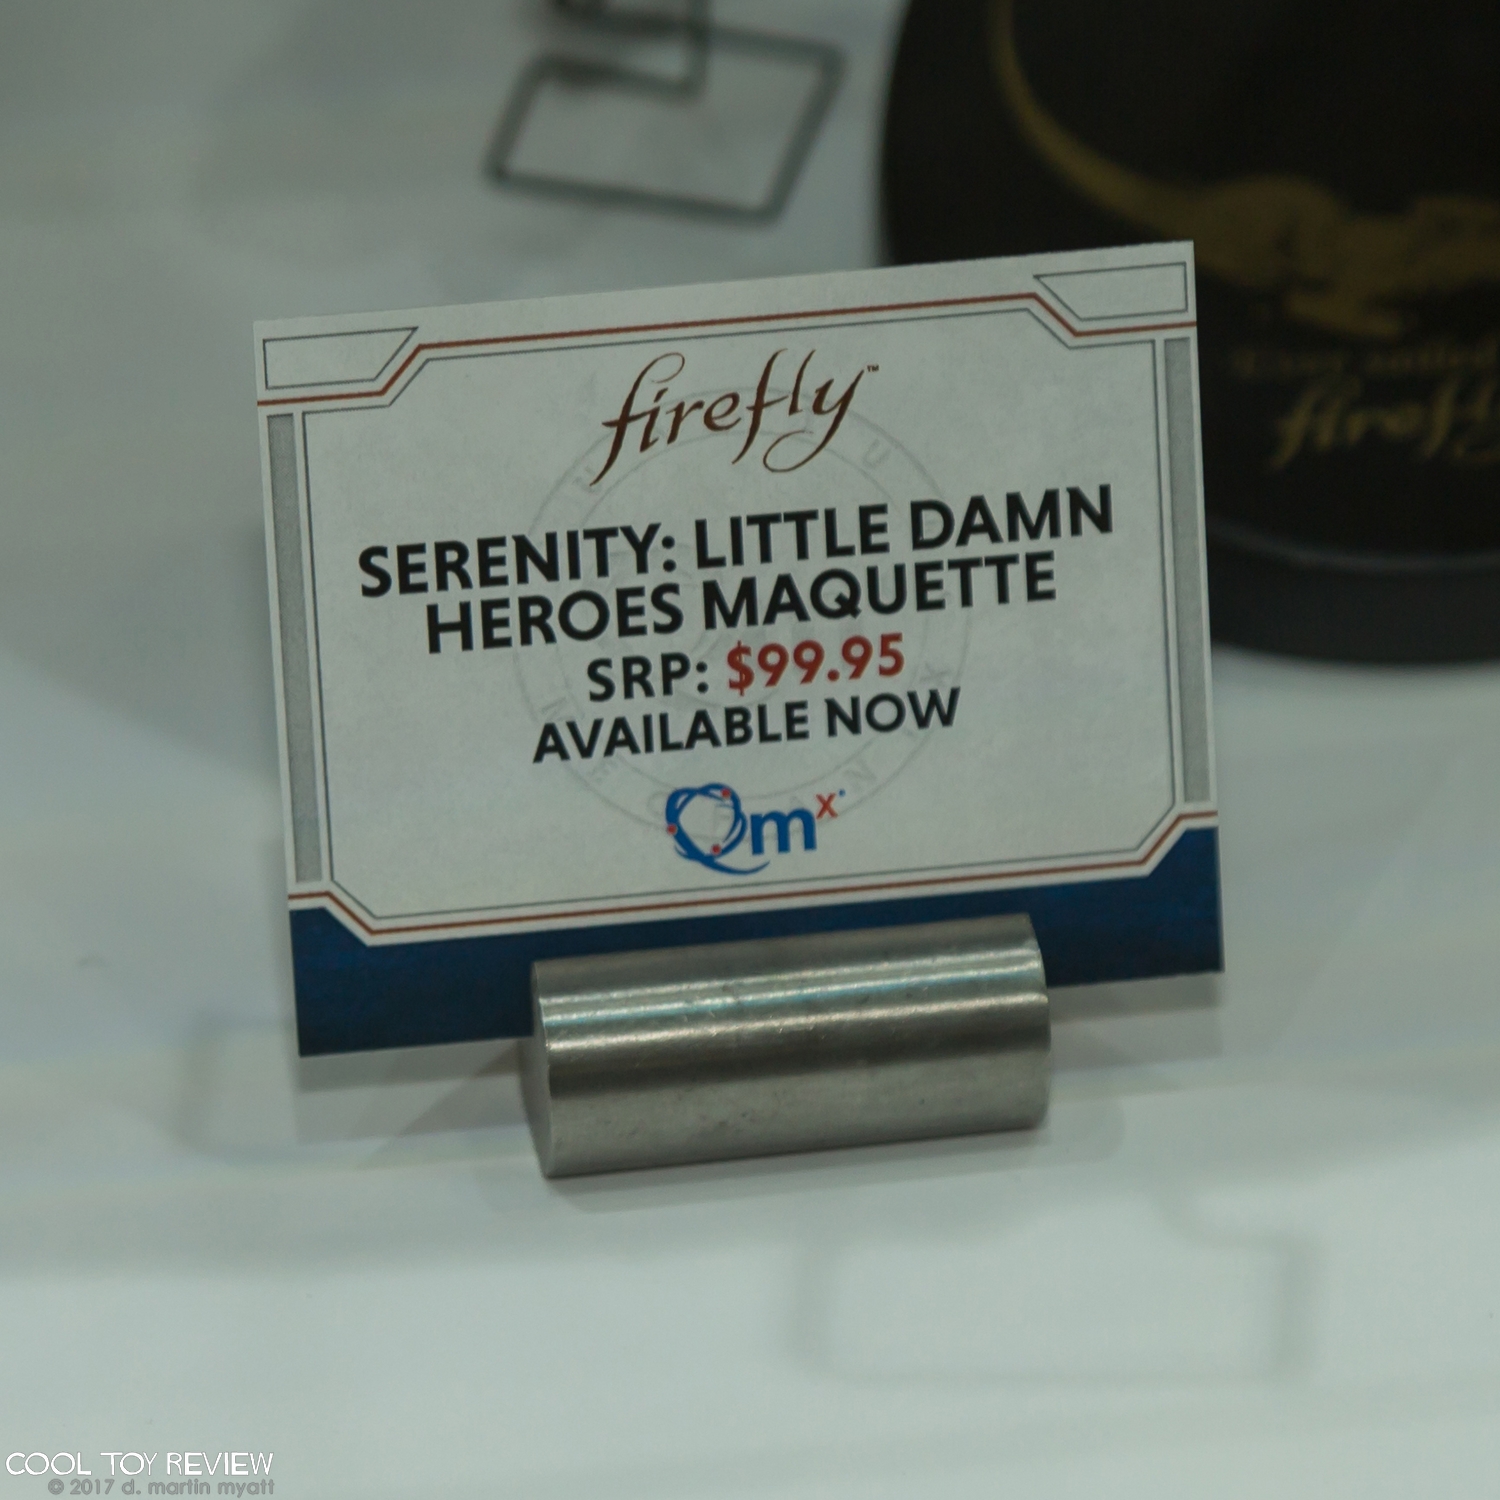 firefly™
SERENITY: LITTLE DAMN
HEROES MAQUETTE
SRP: $99.95
AVAILABLE NOW
Qmx
firefly
COOL TOY REVIEW
© 2017 d. martin myatt